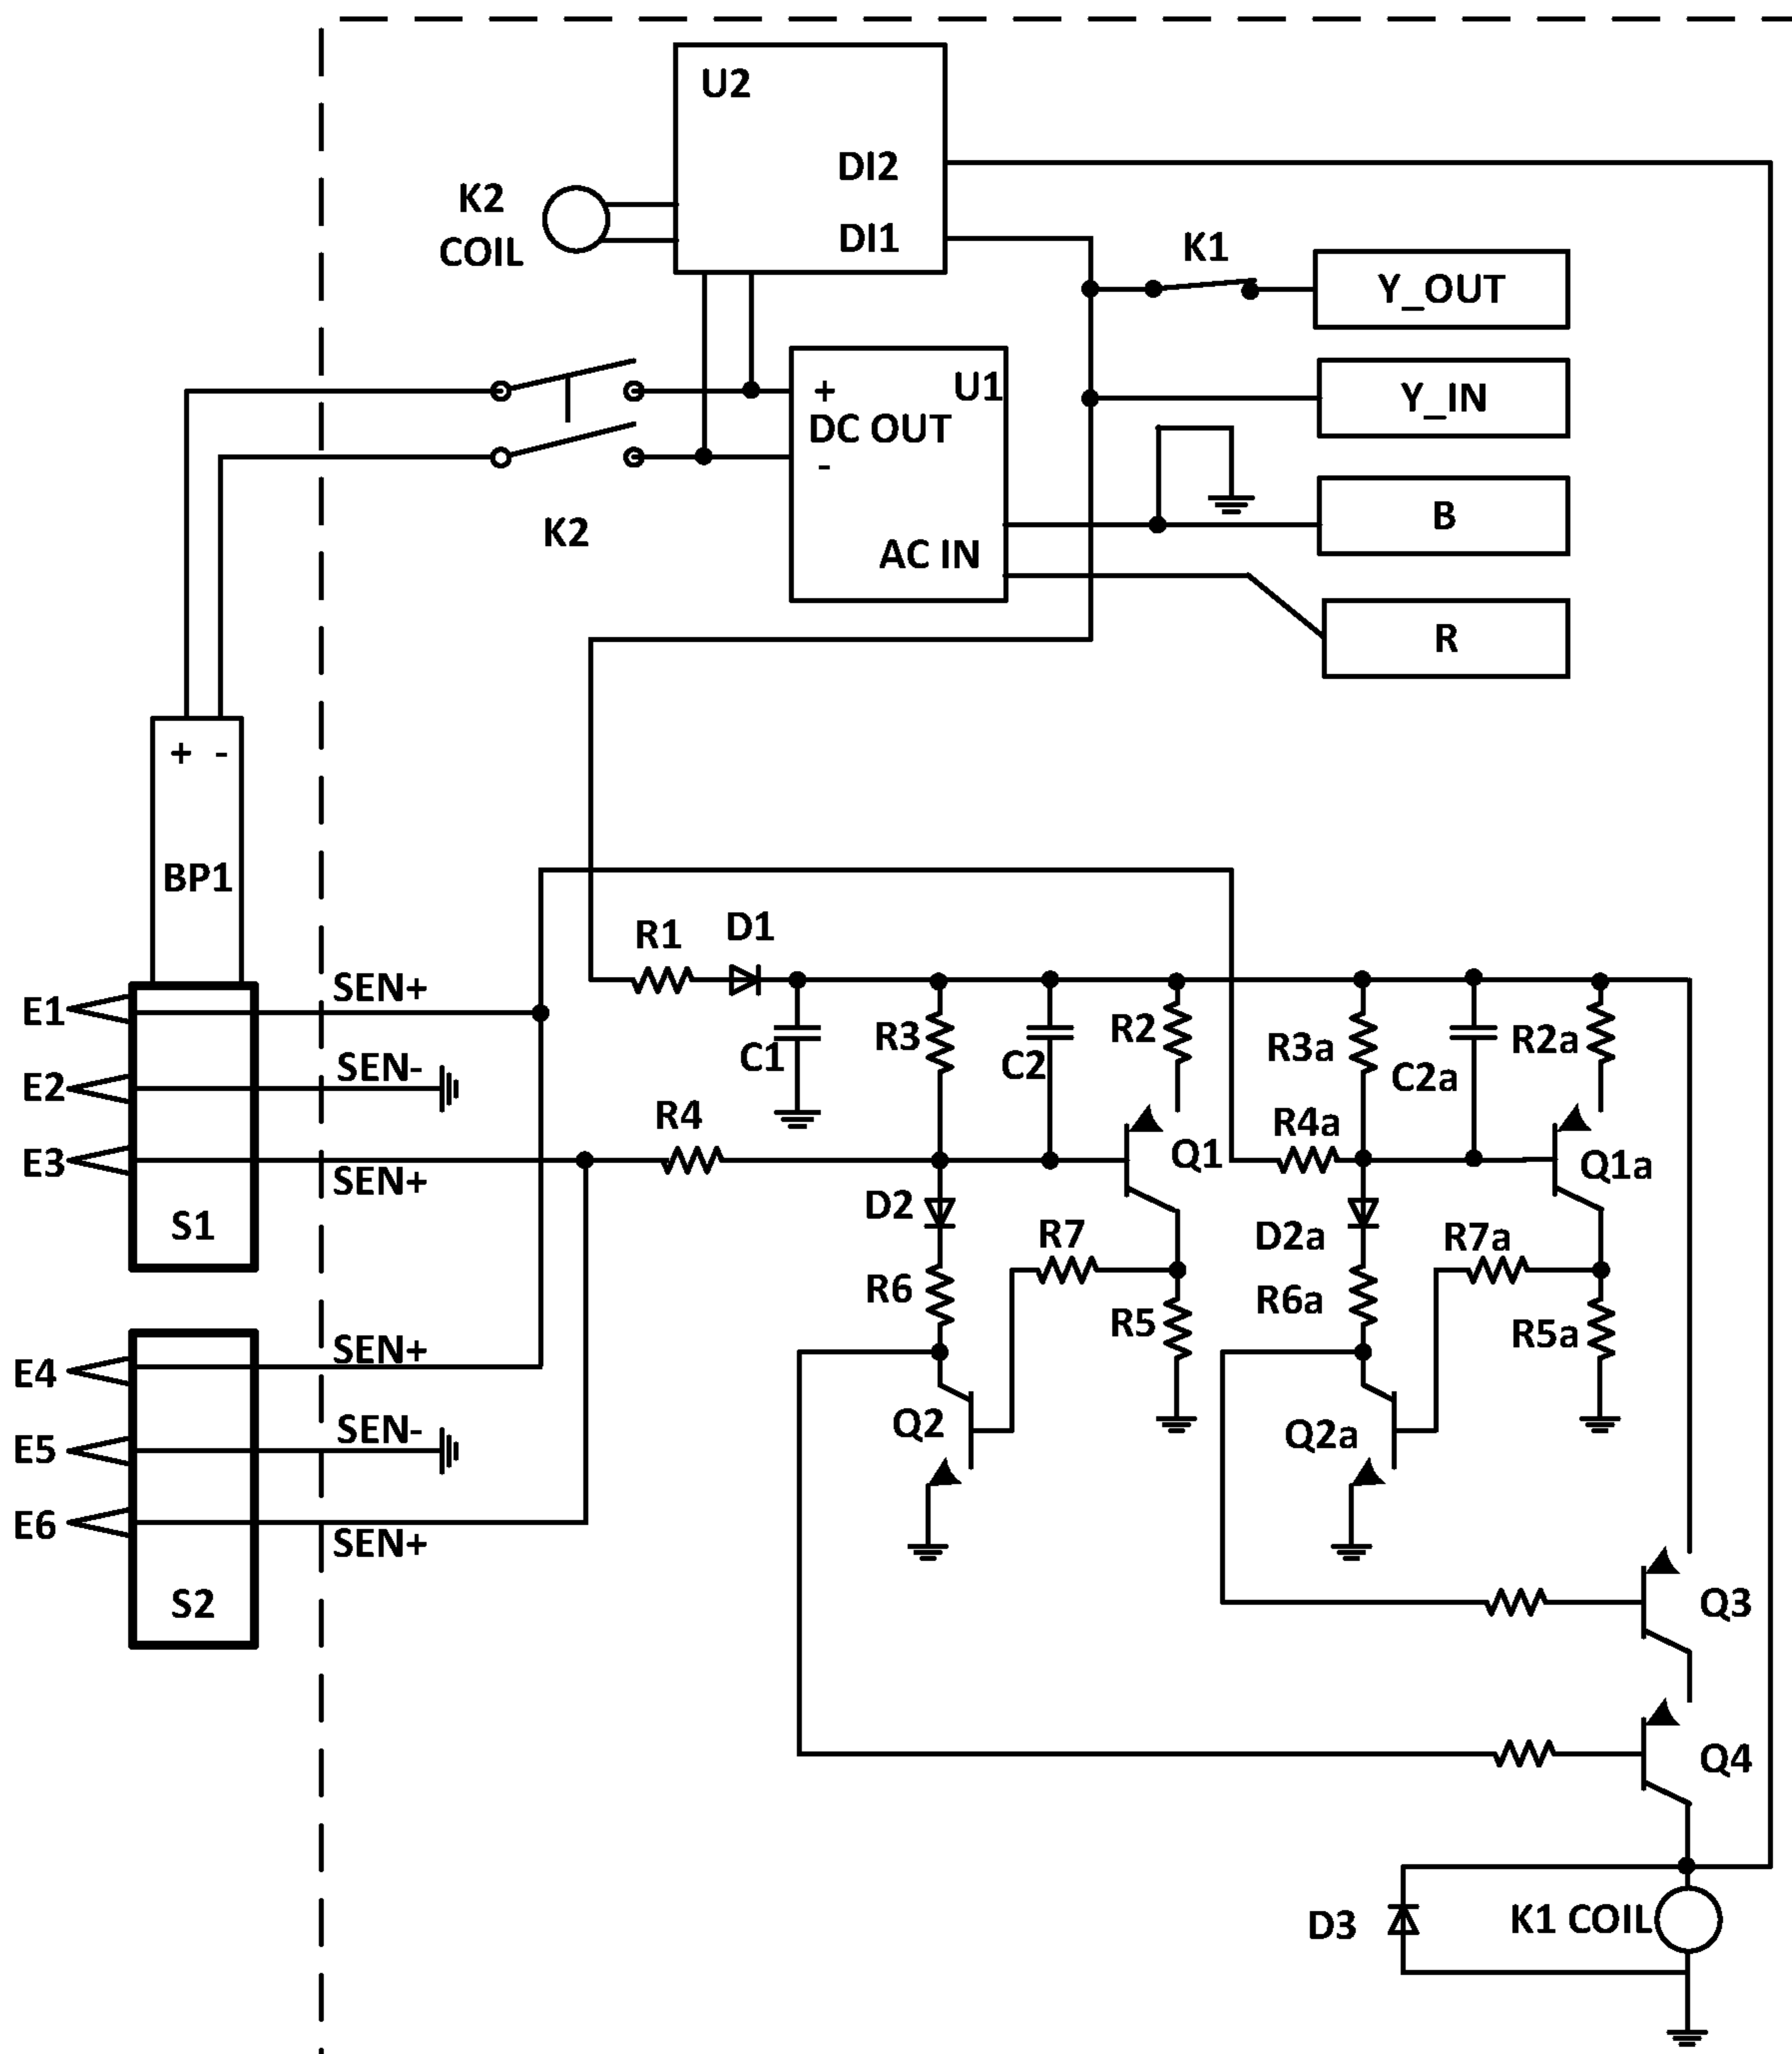 U2
DI2
K2
COIL
DI1
K1
Y_OUT
+
U1
Y_IN
DC OUT
-
K2
B
AC IN
R
+ -
BP1
R1
D1
SEN+
E1
R3
C1
C2
R2
R3a
C2a
R2a
SEN-
E2
R4
R4a
E3
SEN+
Q1
Q1a
S1
D2
R7
D2a
R7a
R6
R5
R6a
R5a
SEN+
E4
SEN-
E5
Q2
Q2a
E6
SEN+
S2
Q3
Q4
D3
K1 COIL